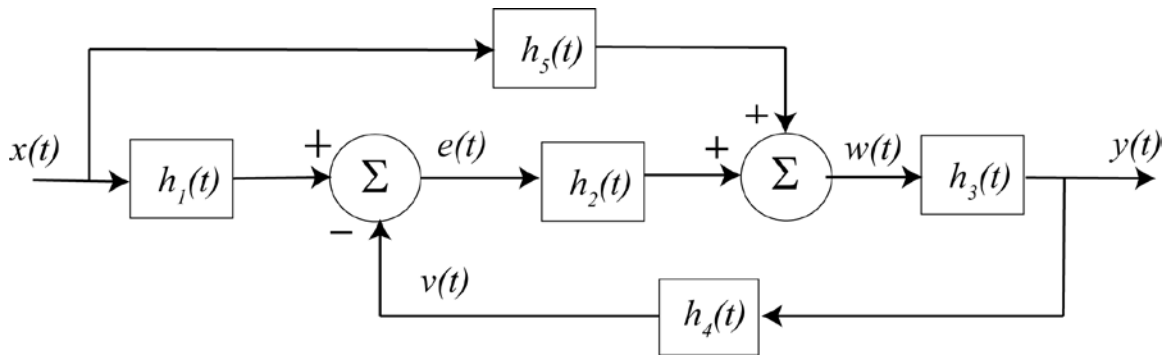 h₅(t)
+
x(t) h₁(t) + Σ e(t) h₂(t) + Σ w(t) h₃(t) y(t)
−
v(t) h₄(t)